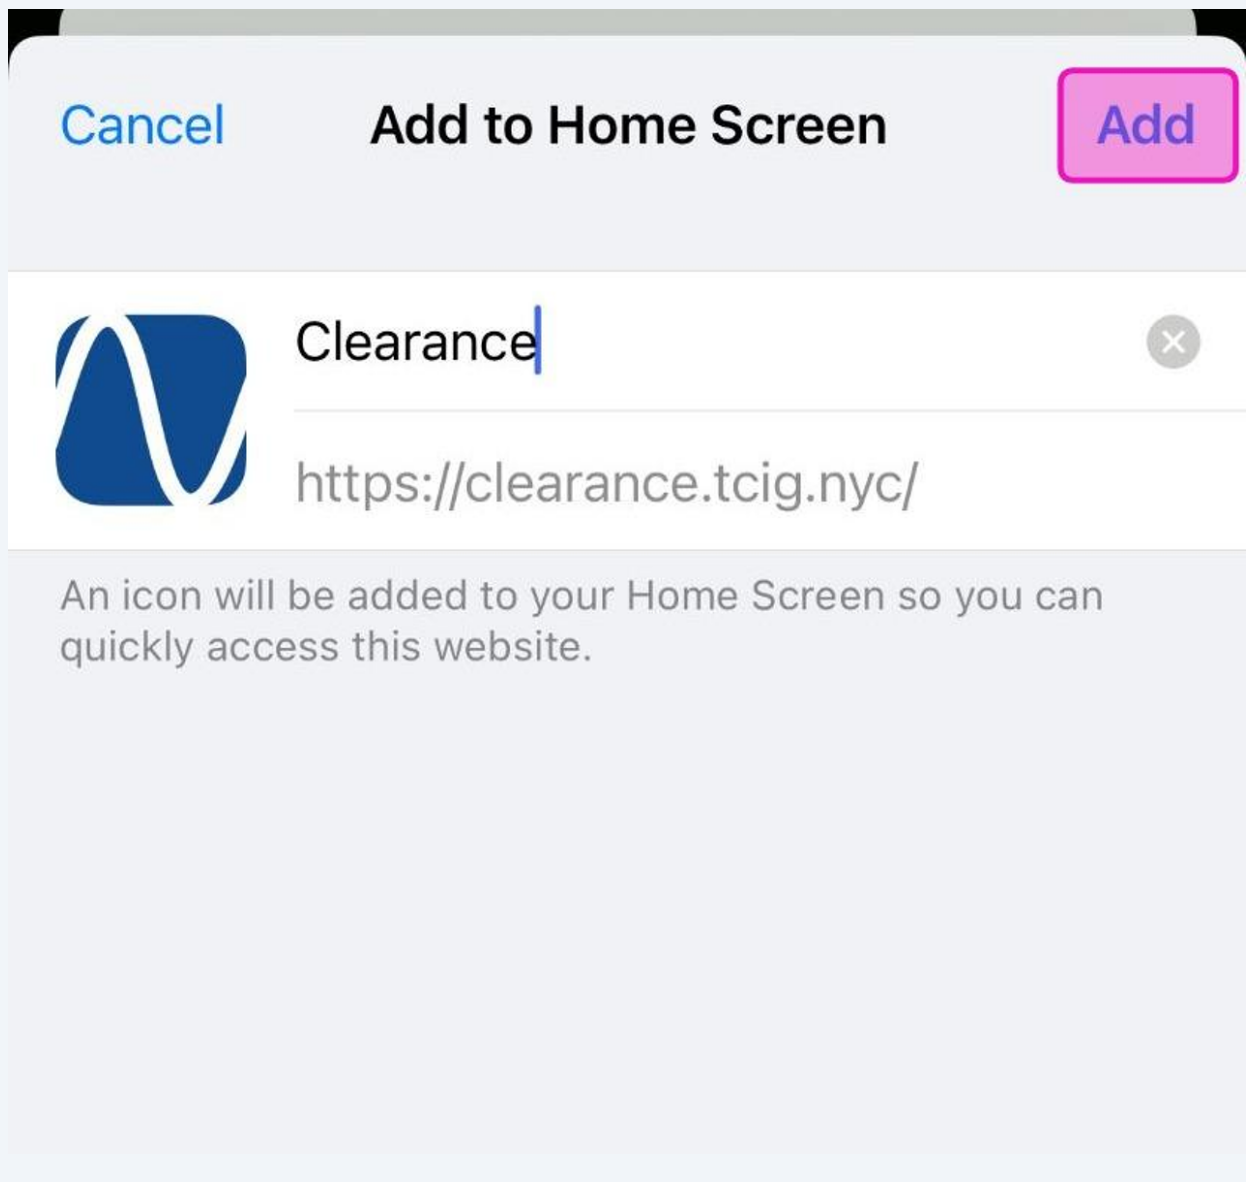 Cancel
Add to Home Screen
Add
Clearance
https://clearance.tcig.nyc/
An icon will be added to your Home Screen so you can
quickly access this website.